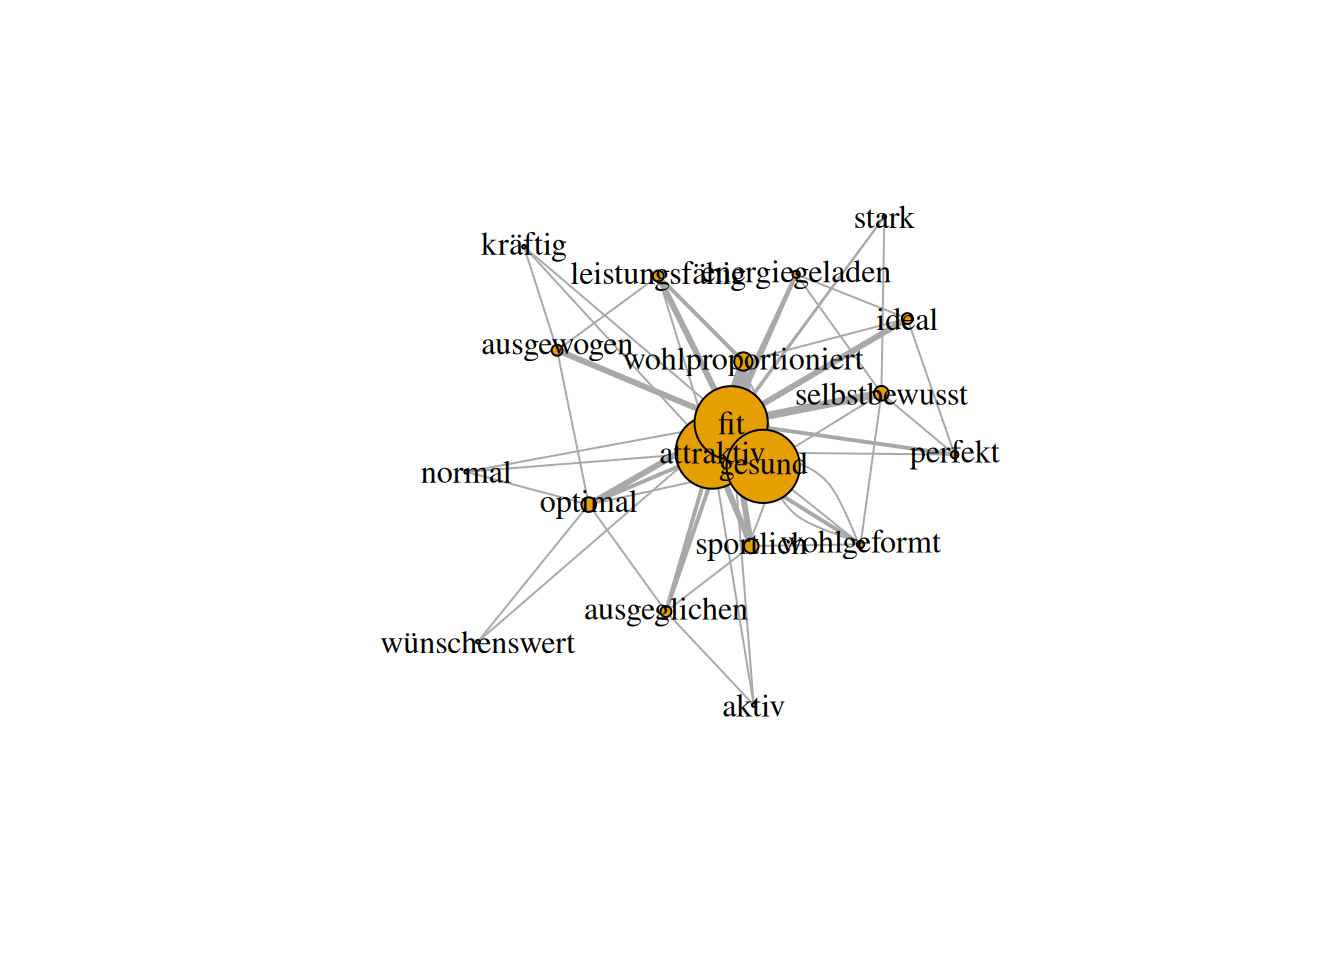 stark
kräftig
leistungsfähig
energiegeladen
ideal
ausgewogen
wohlproportioniert
selbstbewusst
fit
attraktiv
gesund
perfekt
normal
optimal
sportlich
wohlgeformt
ausgeglichen
wünschenswert
aktiv